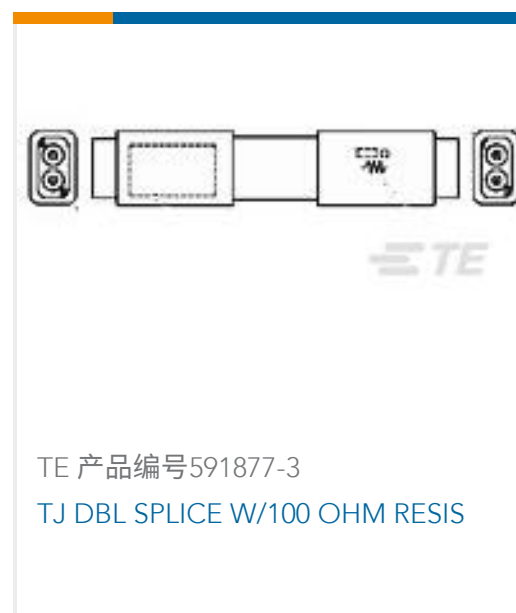 TE
TE 产品编号591877-3
TJ DBL SPLICE W/100 OHM RESIS